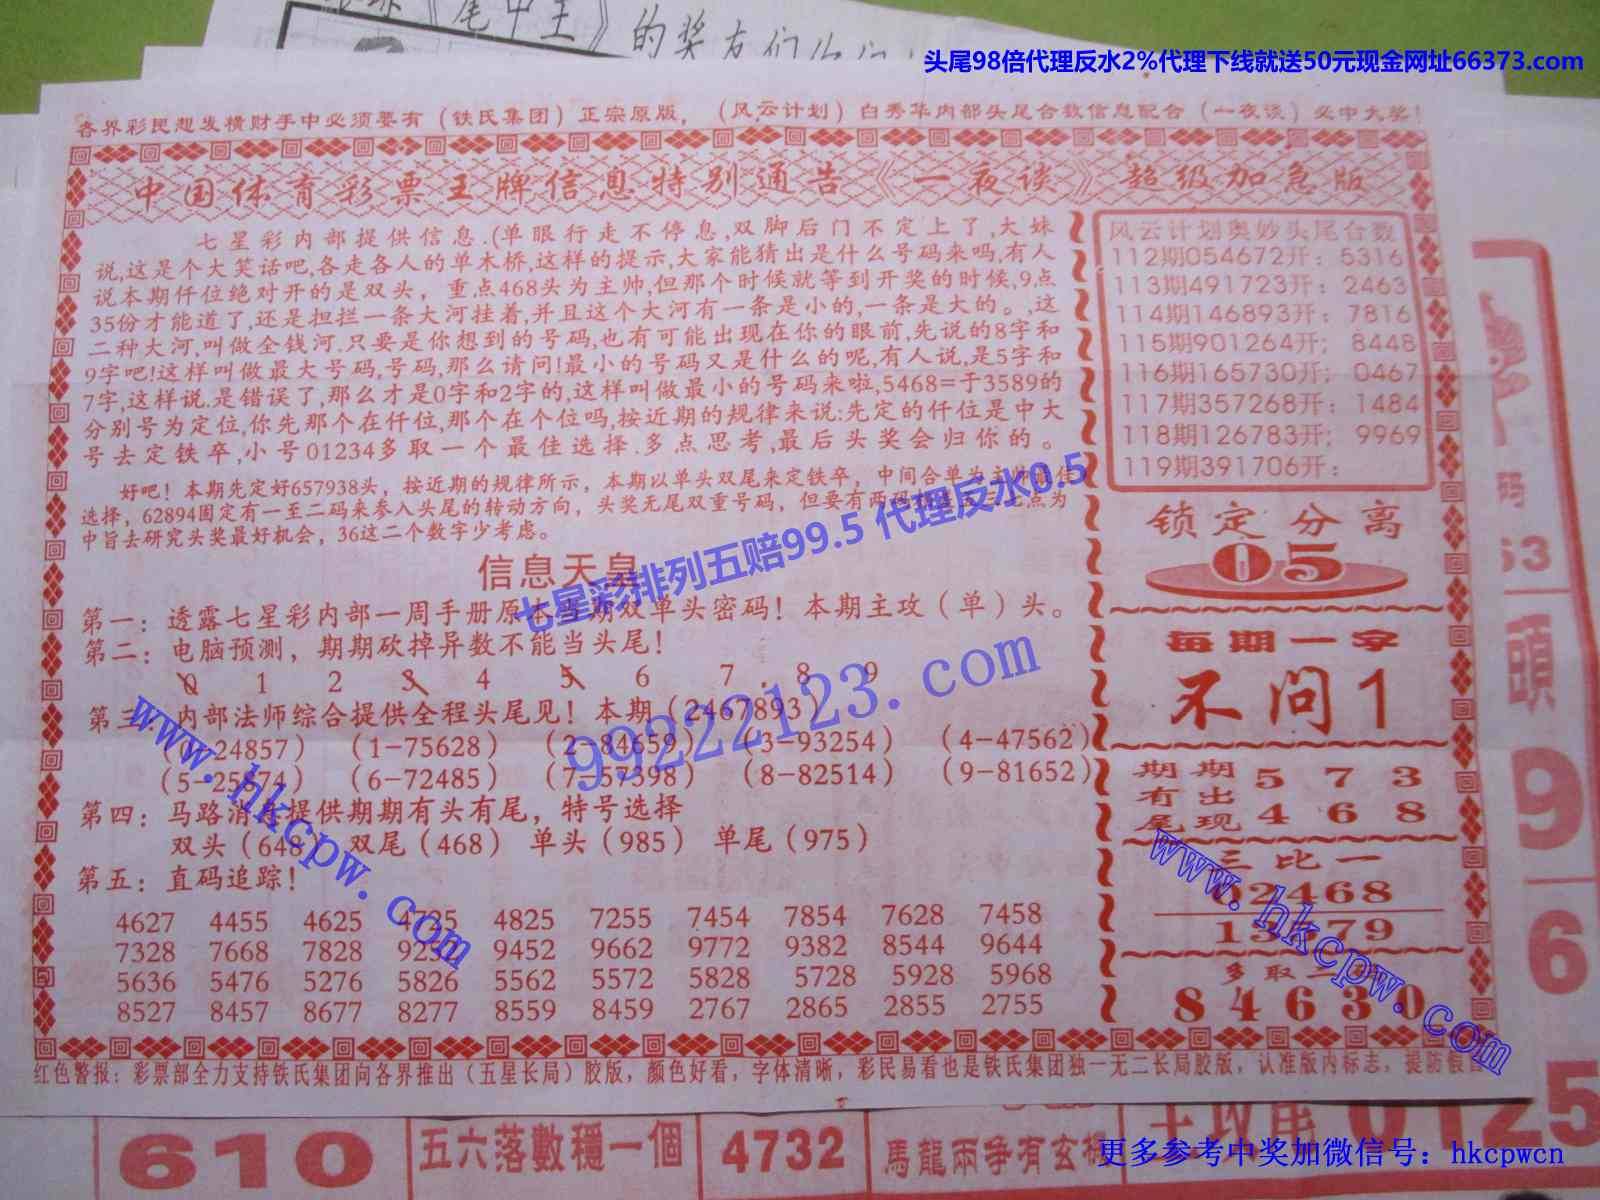 《尾中王》的奖友们
头尾98倍代理反水2%代理下线就送50元现金网址66373.com
各界彩民想发横财手中必须要有（铁氏集团）正宗原版，（风云计划）白秀华内部头尾合数信息配合（一夜谈）必中大奖！
中国体育彩票王牌信息特别通告《一夜谈》超级加急版
七星彩内部提供信息.(单眼行走不停息,双脚后门不定上了,大妹
说,这是个大笑话吧,各走各人的单木桥,这样的提示,大家能猜出是什么号码来吗,有人
说本期仟位绝对开的是双头，重点468头为主帅,但那个时候就等到开奖的时候,9点
35份才能道了,还是担拦一条大河挂着,并且这个大河有一条是小的,一条是大的。,这
二种大河,叫做全钱河.只要是你想到的号码,也有可能出现在你的眼前,先说的8字和
9字吧!这样叫做最大号码,号码,那么请问!最小的号码又是什么的呢,有人说,是5字和
7字,这样说.是错误了,那么才是0字和2字的,这样叫做最小的号码来啦,5468=于3589的
分别号为定位,你先那个在仟位,那个在个位吗,按近期的规律来说:先定的仟位是中大
号去定铁卒,小号01234多取一个最佳选择.多点思考,最后头奖会归你的。
好吧！本期先定好657938头，按近期的规律所示，本期以单头双尾来定铁卒，中间合单为主帅最佳
选择，62894固定有一至二码来参入头尾的转动方向，头奖无尾双重号码，但要有两码 点为
中旨去研究头奖最好机会，36这二个数字少考虑。
信息天皇
第一：透露七星彩内部一周手册原本当期双单头密码！本期主攻（单）头。
第二：电脑预测，期期砍掉异数不能当头尾！
0 1 2 3 4 5 6 7 8 9
第三：内部法师综合提供全程头尾见！本期（2467893）
（0-24857）（1-75628）（2-84659）（3-93254）（4-47562）
（5-25874）（6-72485）（7-57398）（8-82514）（9-81652）
第四：马路消息提供期期有头有尾，特号选择
双头（648）双尾（468）单头（985）单尾（975）
第五：直码追踪！
4627 4455 4625 4725 4825 7255 7454 7854 7628 7458
7328 7668 7828 9252 9452 9662 9772 9382 8544 9644
5636 5476 5276 5826 5562 5572 5828 5728 5928 5968
8527 8457 8677 8277 8559 8459 2767 2865 2855 2755
风云计划奥妙头尾合数
112期054672开：5316
113期491723开：2463
114期146893开：7816
115期901264开；8448
116期165730开；0467
117期357268开：1484
118期126783开；9969
119期391706开：
锁定分离
05
每期一字
不问1
期期有出尾现
573
468
三比一
02468
13579
多取二码
84630
红色警报：彩票部全力支持铁氏集团向各界推出（五星长局）胶版，颜色好看，字体清晰，彩民易看也是铁氏集团独一无二长局胶版，认准版内标志，提防假冒
七星彩排列五赔99.5 代理反水0.5
99222123.com
www.hkcpw.com
www.hkcpw.com
码
63
頭
9
6
610
五六落數穩一個
4732
馬龍兩爭有玄機
主攻尾
0125
更多参考中奖加微信号：hkcpwcn